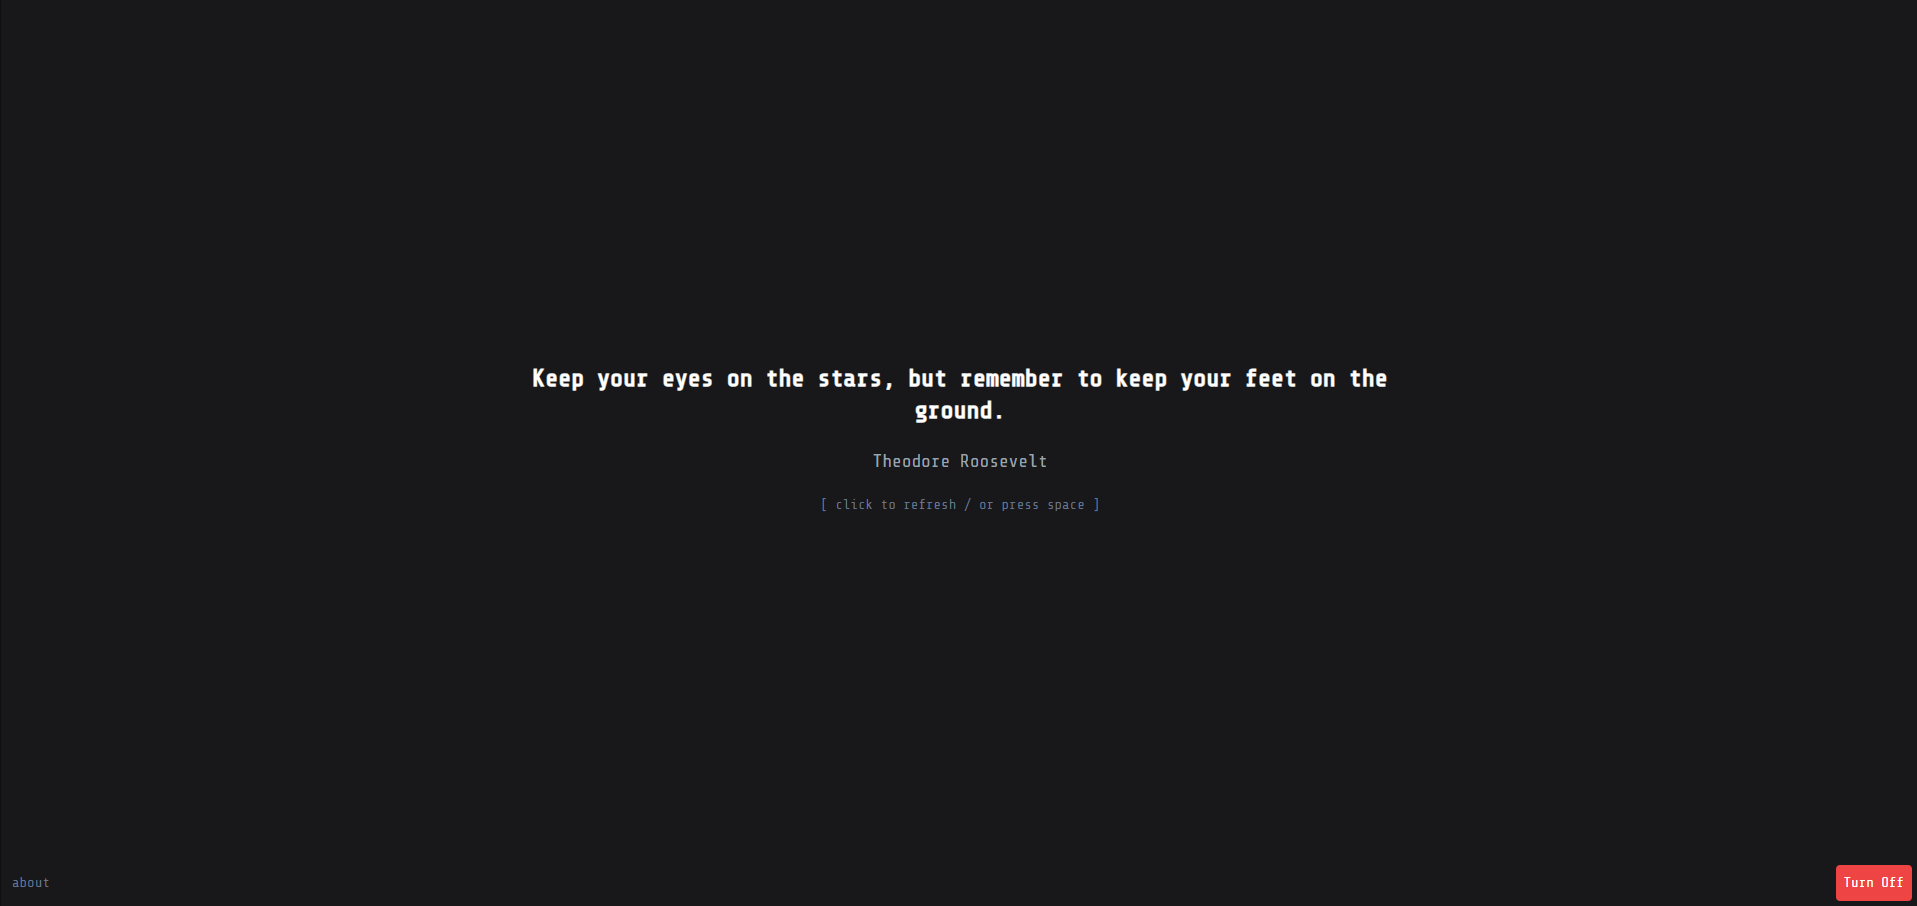 Keep your eyes on the stars, but remember to keep your feet on the
ground.
Theodore Roosevelt
[ click to refresh / or press space ]
about
Turn Off